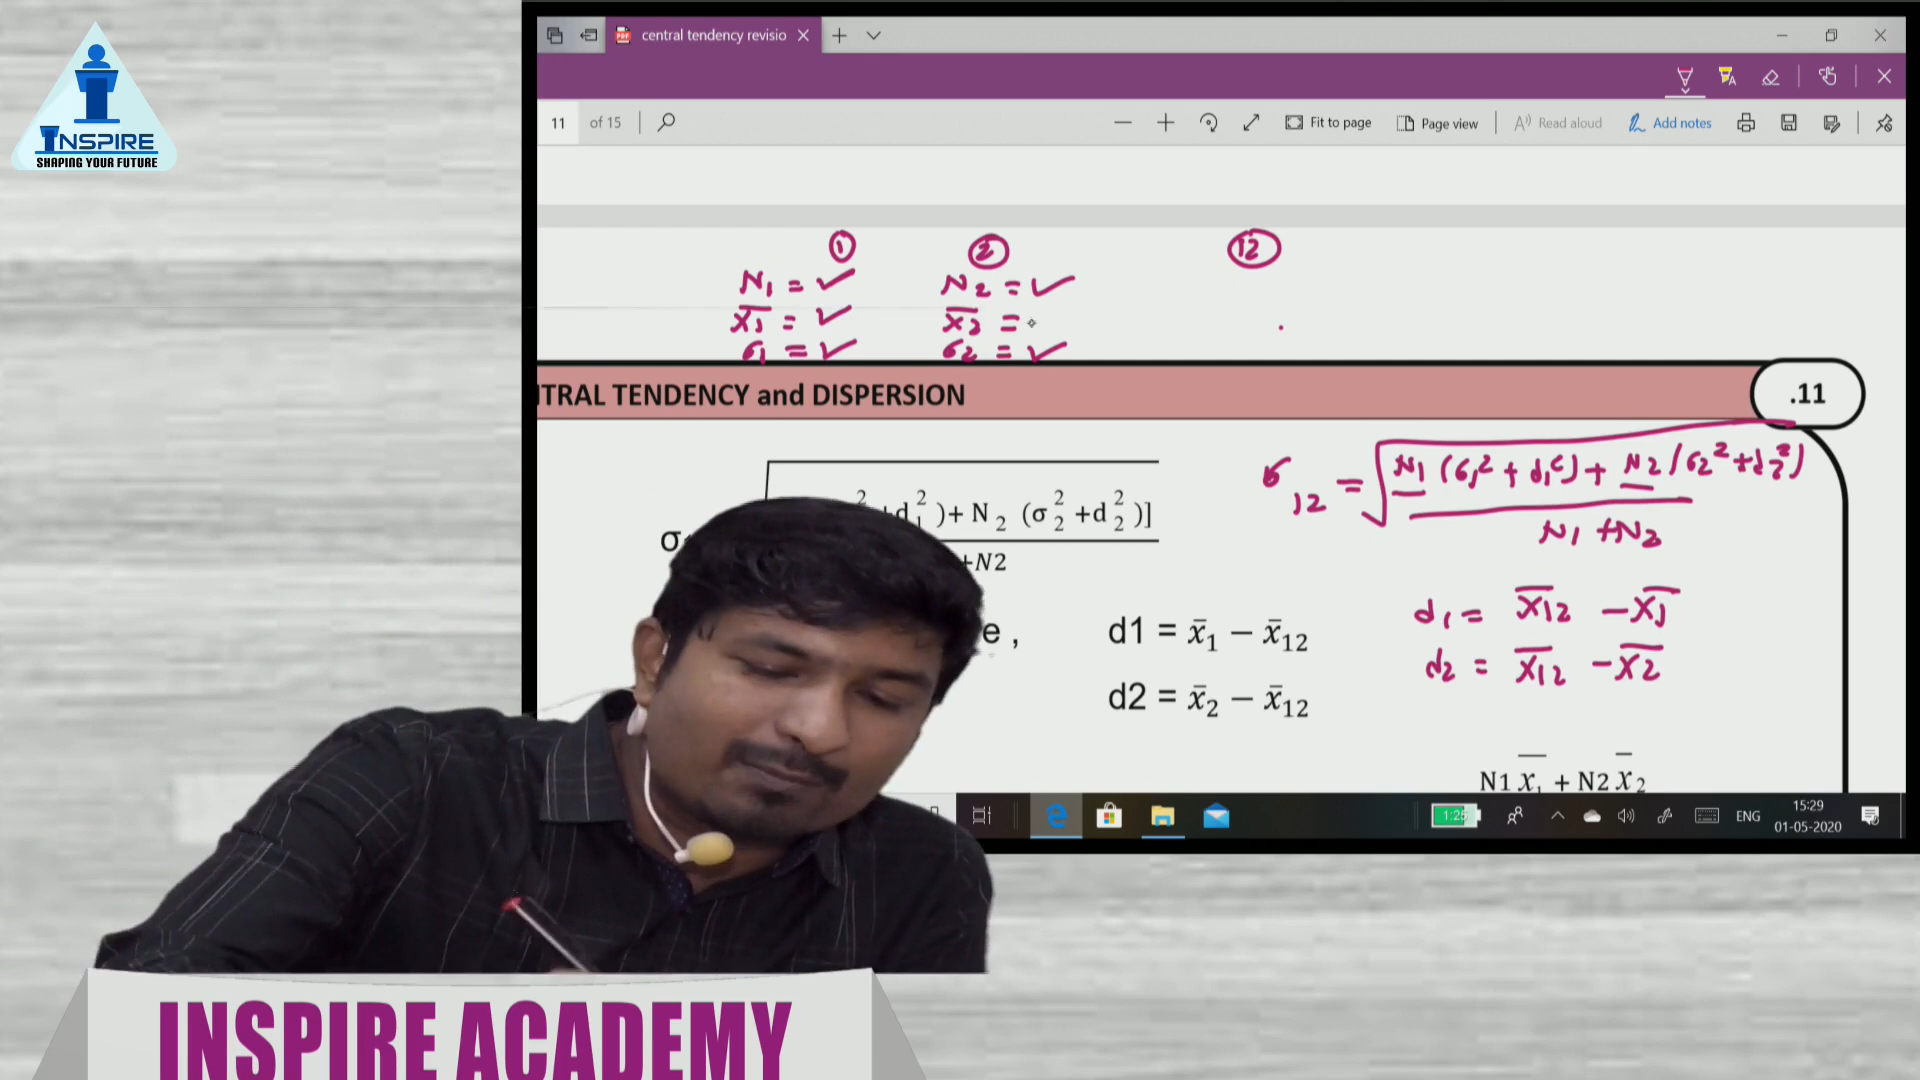 INSPIRE
SHAPING YOUR FUTURE
central tendency revisio
11 of 15
Fit to page
Page view
Read aloud
Add notes
① ② ⑫
N1 = ✓ N2 = ✓
x̄1 = ✓ x̄2 =
σ1 = ✓ σ2 = ✓
TRAL TENDENCY and DISPERSION
.11
σ12 = √N1 (σ1² + d1²) + N2 (σ2² + d2²)
N1 + N2
+d₁² ) + N₂ (σ₂² + d₂² )]
+N2
e ,
d1 = x̄₁ − x̄₁₂
d2 = x̄₂ − x̄₁₂
d1 = x̄12 − x̄1
d2 = x̄12 − x̄2
N1 x̄₁ + N2 x̄₂
1:25
ENG
15:29
01-05-2020
INSPIRE ACADEMY